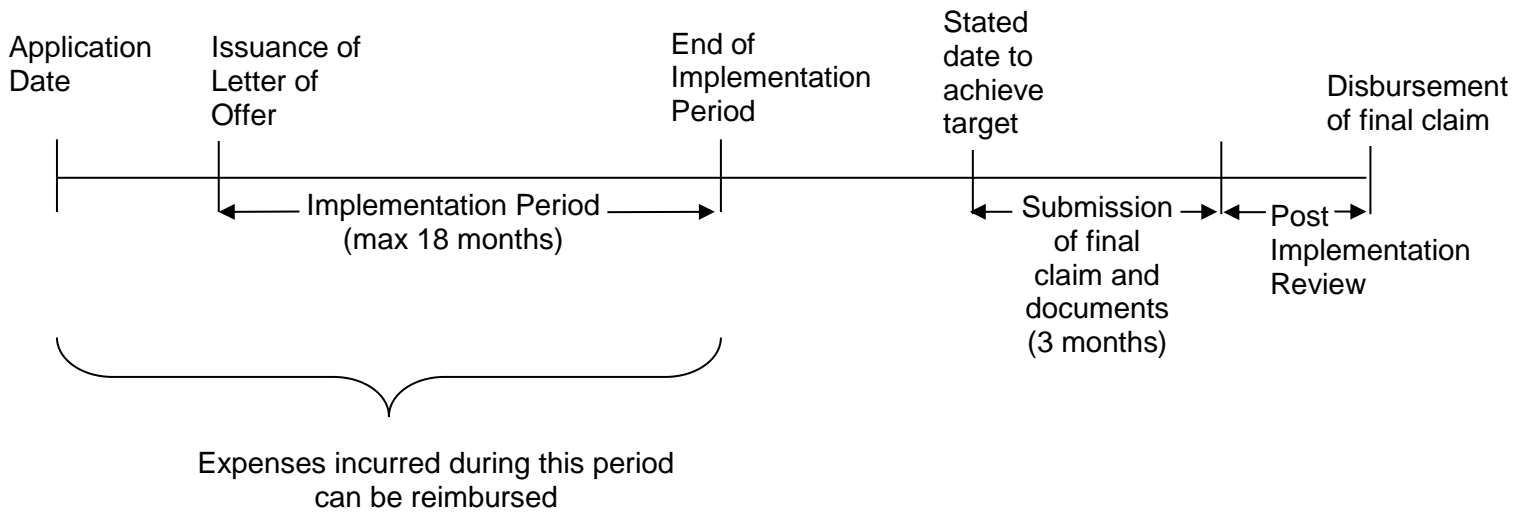 Application
Date
Issuance of
Letter of
Offer
End of
Implementation
Period
Stated
date to
achieve
target
Disbursement
of final claim
Implementation Period
(max 18 months)
Submission
of final
claim and
documents
(3 months)
Post
Implementation
Review
Expenses incurred during this period
can be reimbursed